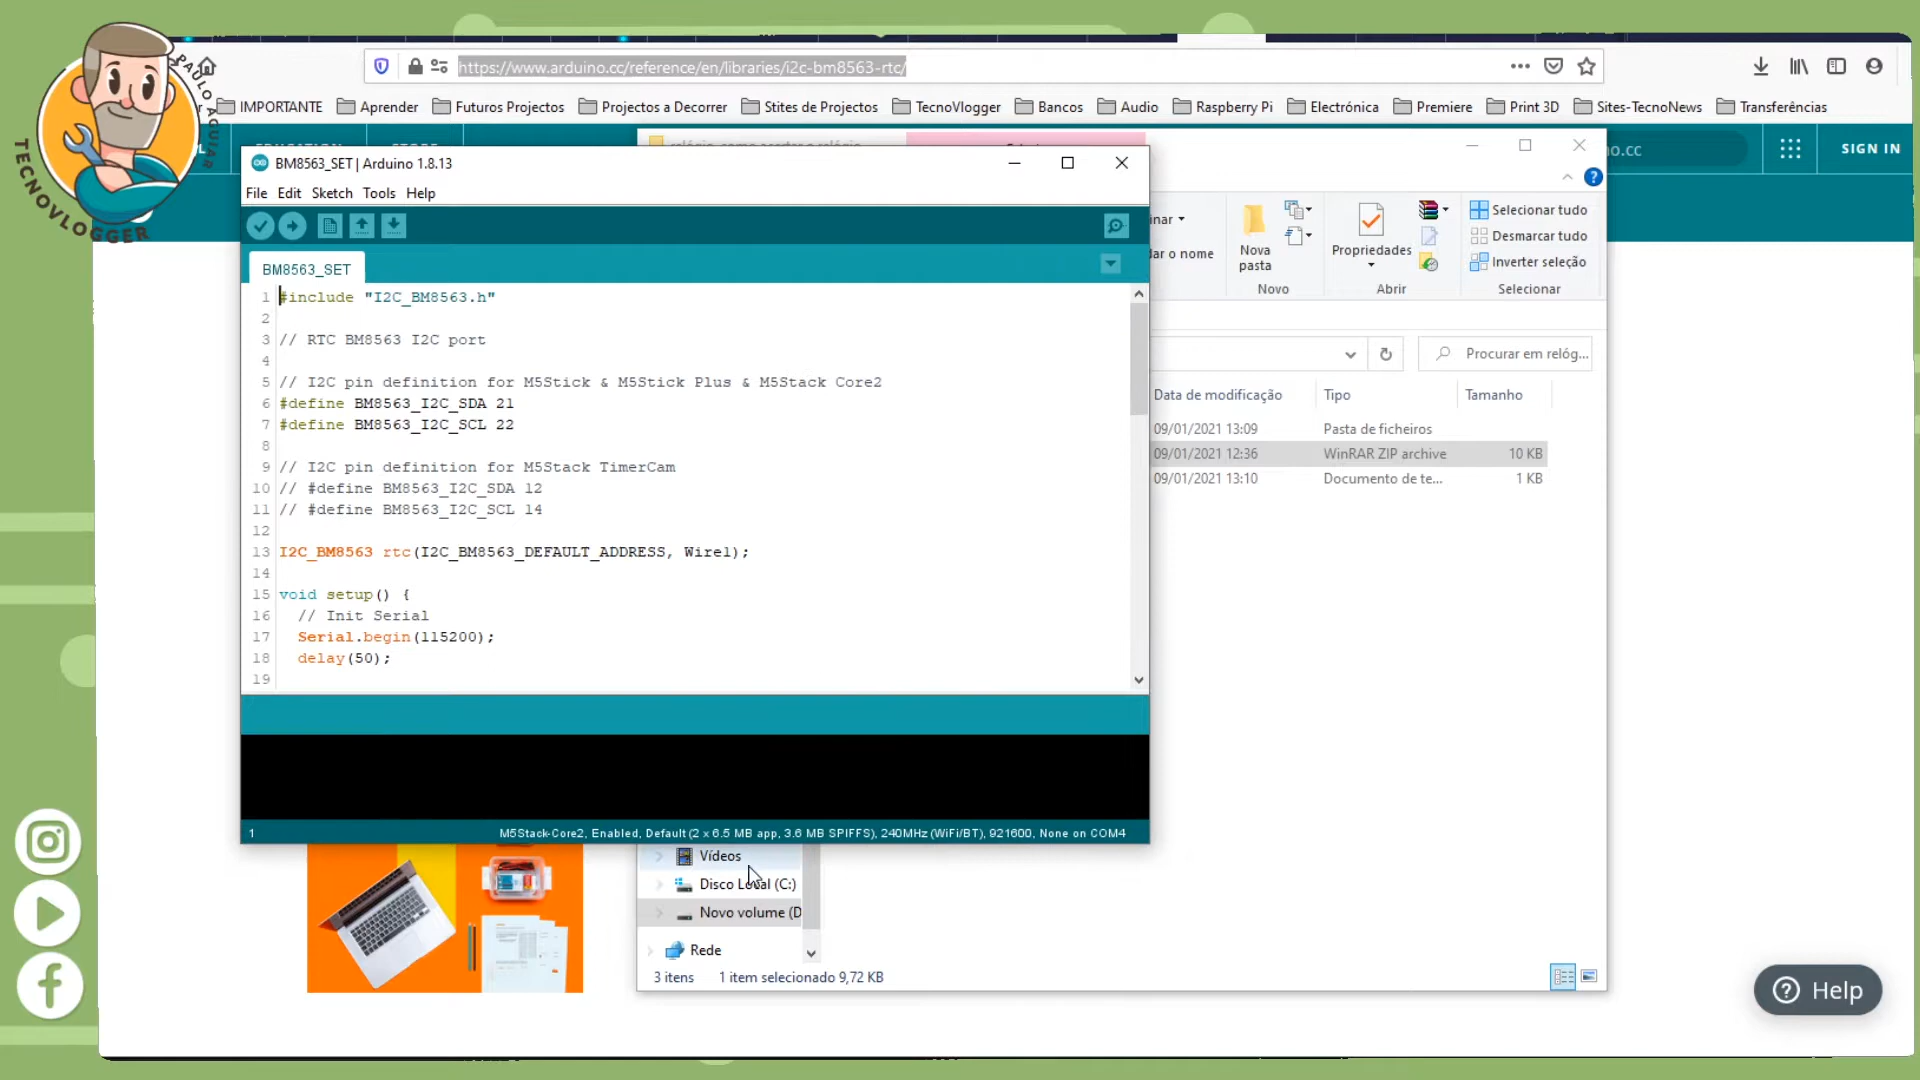 PAULO AGUIAR
TECNOVLOGGER
https://www.arduino.cc/reference/en/libraries/i2c-bm8563-rtc/
IMPORTANTE
Aprender
Futuros Projectos
Projectos a Decorrer
Stites de Projectos
TecnoVlogger
Bancos
Audio
Raspberry Pi
Electrónica
Premiere
Print 3D
Sites-TecnoNews
Transferências
no.cc
SIGN IN
BM8563_SET | Arduino 1.8.13
File Edit Sketch Tools Help
BM8563_SET
1 #include "I2C_BM8563.h"
2
3 // RTC BM8563 I2C port
4
5 // I2C pin definition for M5Stick & M5Stick Plus & M5Stack Core2
6 #define BM8563_I2C_SDA 21
7 #define BM8563_I2C_SCL 22
8
9 // I2C pin definition for M5Stack TimerCam
10 // #define BM8563_I2C_SDA 12
11 // #define BM8563_I2C_SCL 14
12
13 I2C_BM8563 rtc(I2C_BM8563_DEFAULT_ADDRESS, Wire1);
14
15 void setup() {
16 // Init Serial
17 Serial.begin(115200);
18 delay(50);
19
1
M5Stack-Core2, Enabled, Default (2 x 6.5 MB app, 3.6 MB SPIFFS), 240MHz (WiFi/BT), 921600, None on COM4
inar
dar o nome
Nova
pasta
Novo
Propriedades
Abrir
Selecionar tudo
Desmarcar tudo
Inverter seleção
Selecionar
Procurar em relóg...
Data de modificação
Tipo
Tamanho
09/01/2021 13:09
Pasta de ficheiros
09/01/2021 12:36
WinRAR ZIP archive
10 KB
09/01/2021 13:10
Documento de te...
1 KB
Vídeos
Disco Local (C:)
Novo volume (D
Rede
3 itens
1 item selecionado 9,72 KB
Help